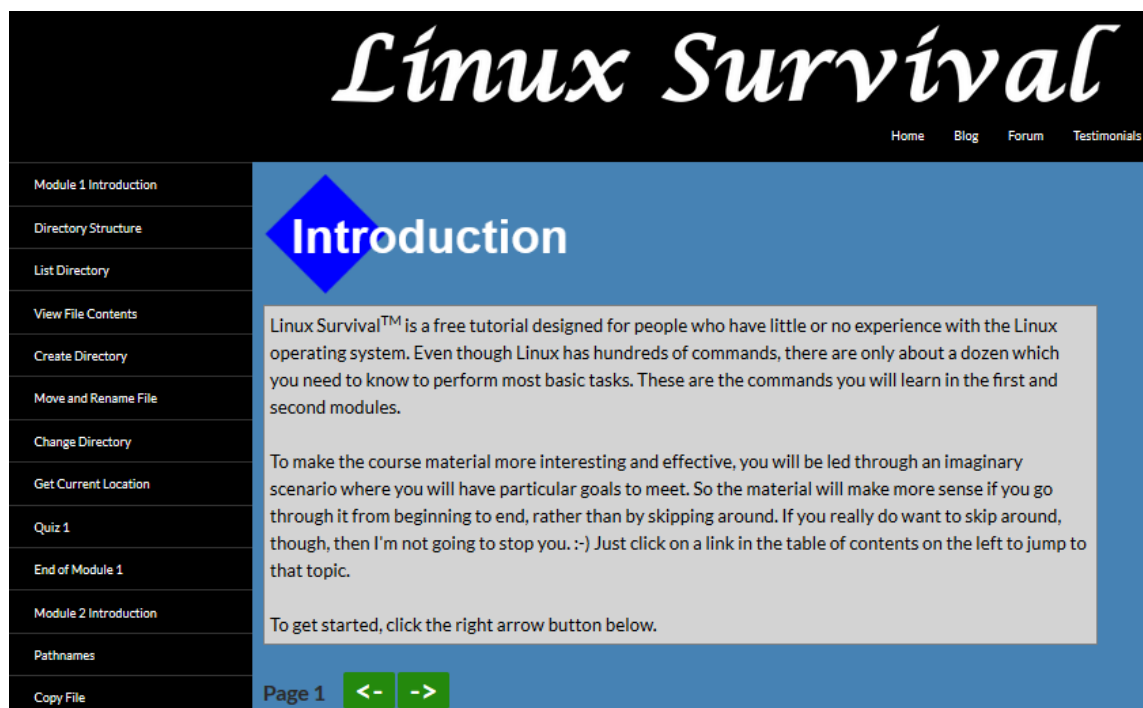 Linux Survival
Home Blog Forum Testimonials
Module 1 Introduction
Directory Structure
List Directory
View File Contents
Create Directory
Move and Rename File
Change Directory
Get Current Location
Quiz 1
End of Module 1
Module 2 Introduction
Pathnames
Copy File
Introduction
Linux Survival™ is a free tutorial designed for people who have little or no experience with the Linux
operating system. Even though Linux has hundreds of commands, there are only about a dozen which
you need to know to perform most basic tasks. These are the commands you will learn in the first and
second modules.
To make the course material more interesting and effective, you will be led through an imaginary
scenario where you will have particular goals to meet. So the material will make more sense if you go
through it from beginning to end, rather than by skipping around. If you really do want to skip around,
though, then I'm not going to stop you. :-) Just click on a link in the table of contents on the left to jump to
that topic.
To get started, click the right arrow button below.
Page 1 <- ->